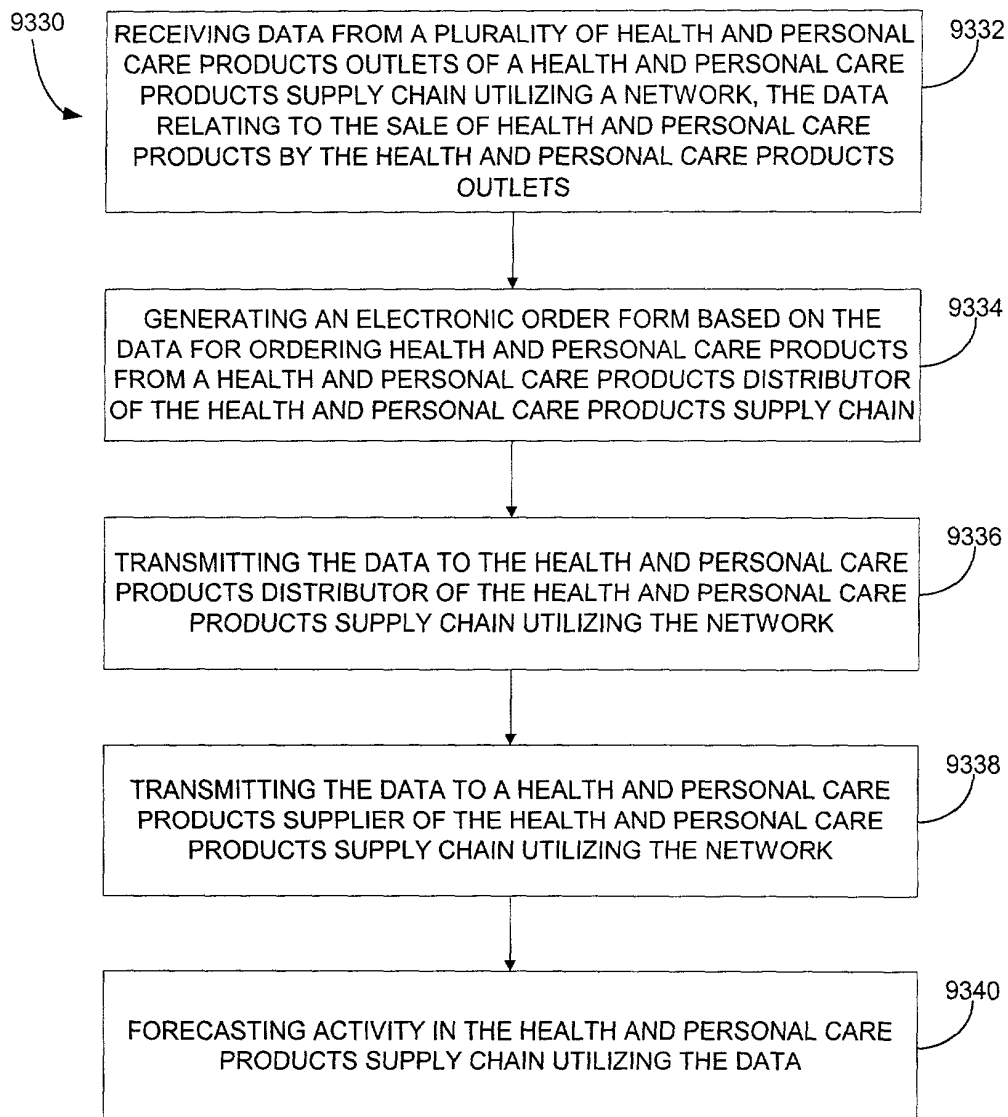 9330
RECEIVING DATA FROM A PLURALITY OF HEALTH AND PERSONAL
CARE PRODUCTS OUTLETS OF A HEALTH AND PERSONAL CARE
PRODUCTS SUPPLY CHAIN UTILIZING A NETWORK, THE DATA
RELATING TO THE SALE OF HEALTH AND PERSONAL CARE
PRODUCTS BY THE HEALTH AND PERSONAL CARE PRODUCTS
OUTLETS
9332
GENERATING AN ELECTRONIC ORDER FORM BASED ON THE
DATA FOR ORDERING HEALTH AND PERSONAL CARE PRODUCTS
FROM A HEALTH AND PERSONAL CARE PRODUCTS DISTRIBUTOR
OF THE HEALTH AND PERSONAL CARE PRODUCTS SUPPLY CHAIN
9334
TRANSMITTING THE DATA TO THE HEALTH AND PERSONAL CARE
PRODUCTS DISTRIBUTOR OF THE HEALTH AND PERSONAL CARE
PRODUCTS SUPPLY CHAIN UTILIZING THE NETWORK
9336
TRANSMITTING THE DATA TO A HEALTH AND PERSONAL CARE
PRODUCTS SUPPLIER OF THE HEALTH AND PERSONAL CARE
PRODUCTS SUPPLY CHAIN UTILIZING THE NETWORK
9338
FORECASTING ACTIVITY IN THE HEALTH AND PERSONAL CARE
PRODUCTS SUPPLY CHAIN UTILIZING THE DATA
9340